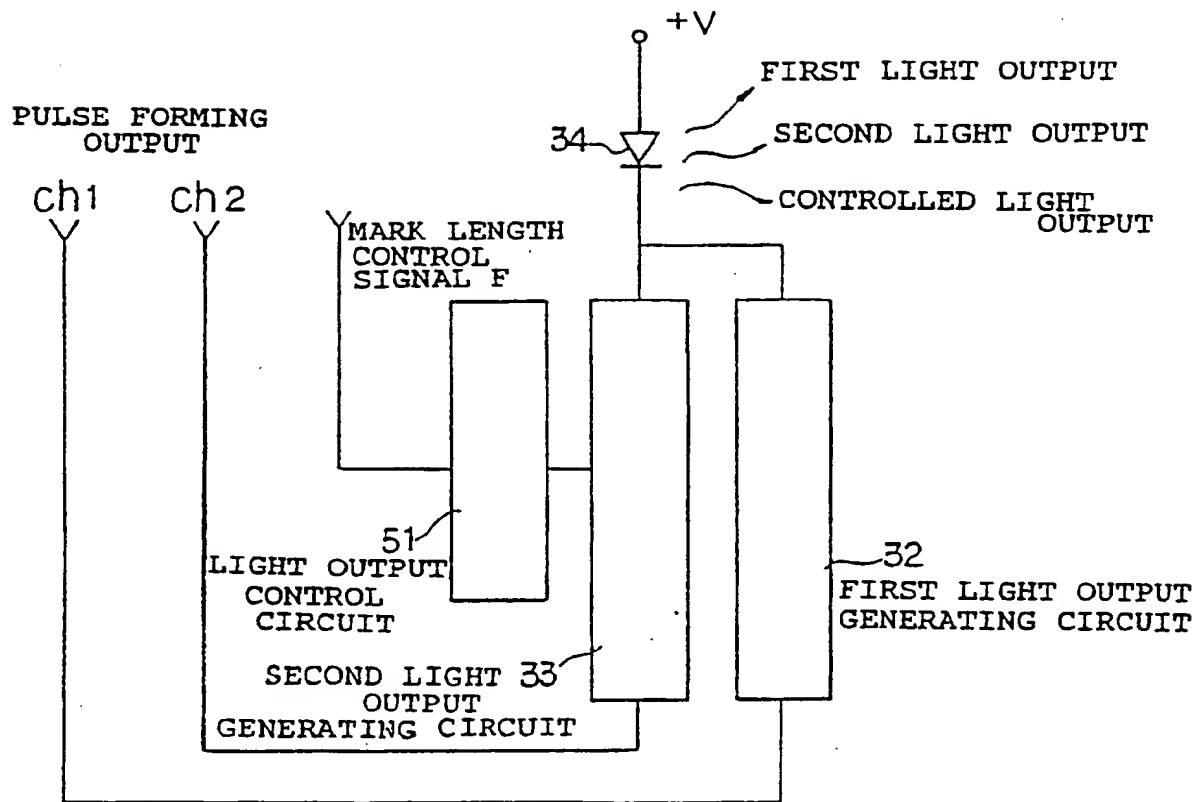 +V
FIRST LIGHT OUTPUT
34
SECOND LIGHT OUTPUT
CONTROLLED LIGHT
OUTPUT
PULSE FORMING
OUTPUT
Ch1
Ch2
MARK LENGTH
CONTROL
SIGNAL F
51
LIGHT OUTPUT
CONTROL
CIRCUIT
32
FIRST LIGHT OUTPUT
GENERATING CIRCUIT
SECOND LIGHT 33
OUTPUT
GENERATING CIRCUIT